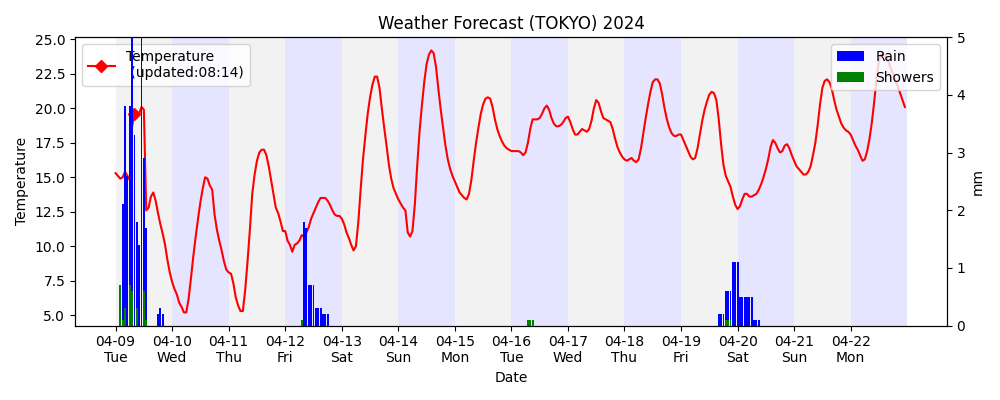 Weather Forecast (TOKYO) 2024
Temperature
(updated:08:14)
Rain
Showers
Temperature
25.0
22.5
20.0
17.5
15.0
12.5
10.0
7.5
5.0
5
4
3
2
1
0
mm
04-09 04-10 04-11 04-12 04-13 04-14 04-15 04-16 04-17 04-18 04-19 04-20 04-21 04-22
Tue Wed Thu Fri Sat Sun Mon Tue Wed Thu Fri Sat Sun Mon
Date